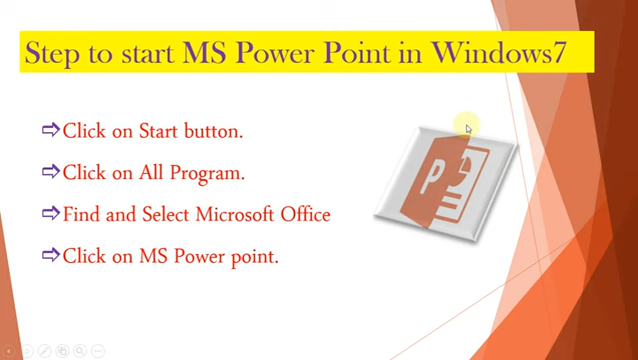 Step to start MS Power Point in Windows7
⇨Click on Start button.
⇨Click on All Program.
⇨Find and Select Microsoft Office
⇨Click on MS Power point.
P